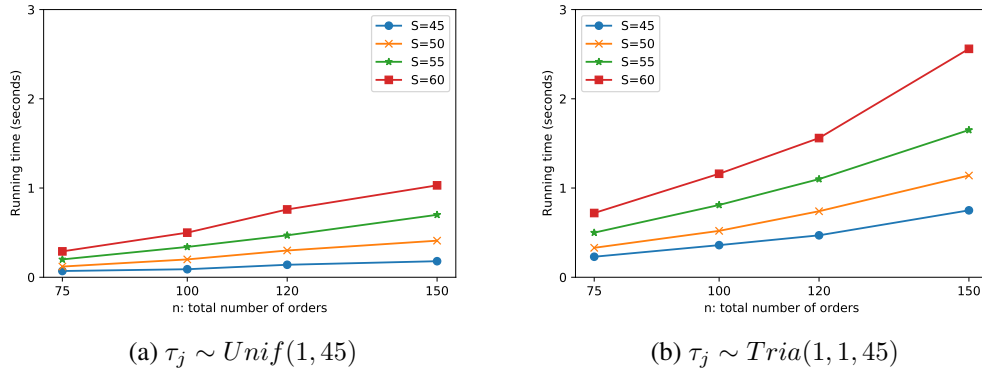 3
2
1
0
Running time (seconds)
S=45
S=50
S=55
S=60
75
100
120
150
n: total number of orders
(a) τ_j ∼ Unif(1, 45)
3
2
1
0
Running time (seconds)
S=45
S=50
S=55
S=60
75
100
120
150
n: total number of orders
(b) τ_j ∼ Tria(1, 1, 45)